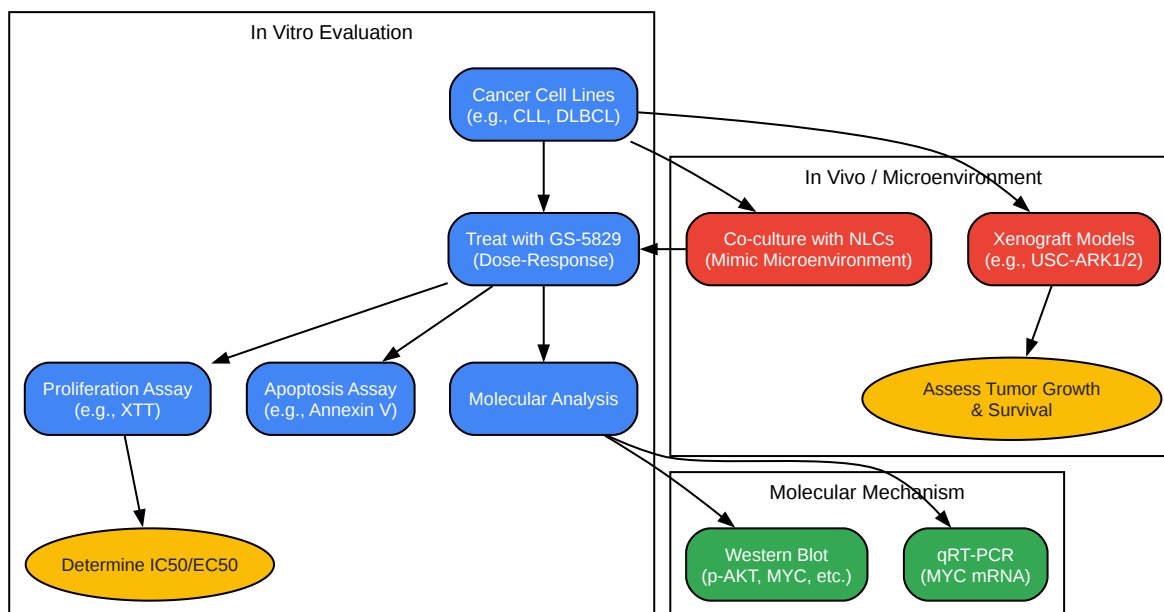 In Vitro Evaluation
Cancer Cell Lines
(e.g., CLL, DLBCL)
In Vivo / Microenvironment
Treat with GS-5829
(Dose-Response)
Co-culture with NLCs
(Mimic Microenvironment)
Xenograft Models
(e.g., USC-ARK1/2)
Proliferation Assay
(e.g., XTT)
Apoptosis Assay
(e.g., Annexin V)
Molecular Analysis
Assess Tumor Growth
& Survival
Molecular Mechanism
Determine IC50/EC50
Western Blot
(p-AKT, MYC, etc.)
qRT-PCR
(MYC mRNA)